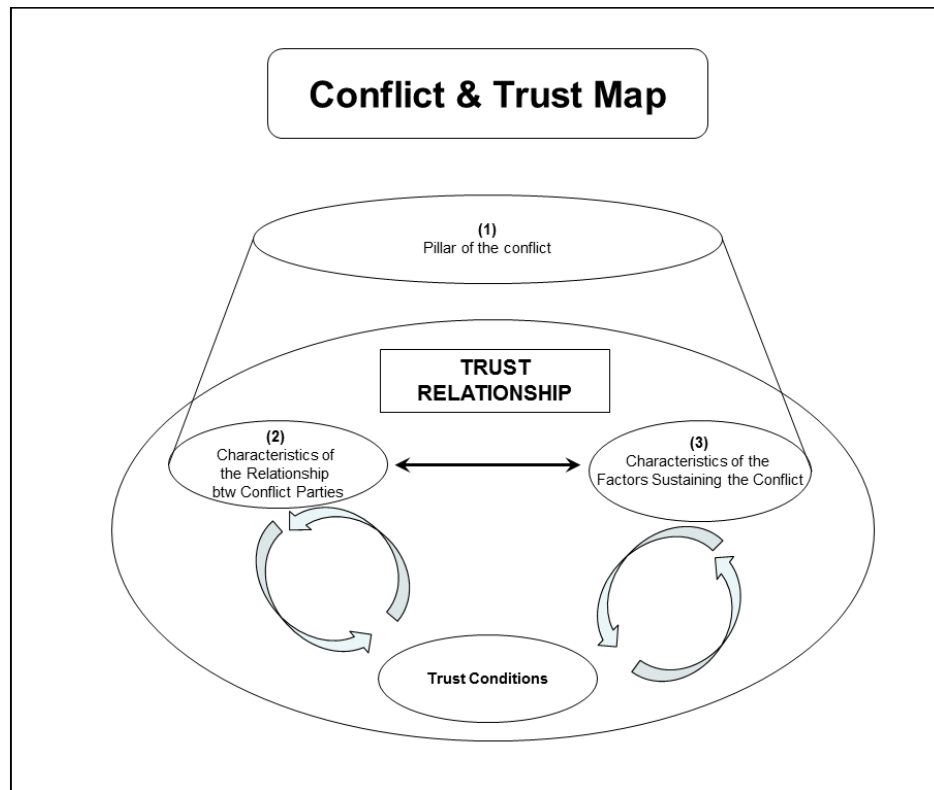 Conflict & Trust Map
(1)
Pillar of the conflict
TRUST
RELATIONSHIP
(2)
Characteristics of
the Relationship
btw Conflict Parties
(3)
Characteristics of the
Factors Sustaining the Conflict
Trust Conditions